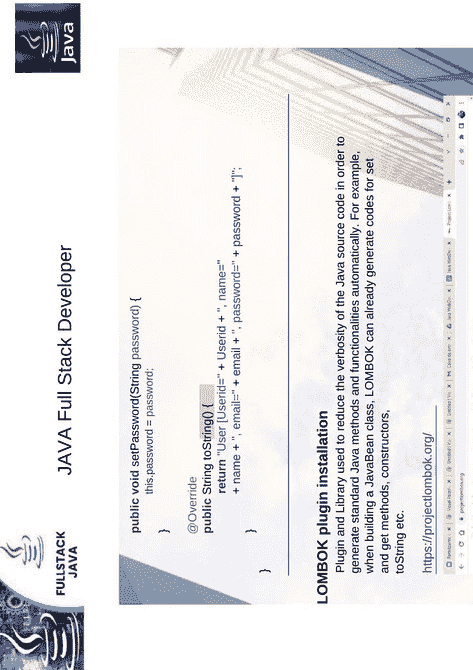 FULLSTACK
JAVA
JAVA Full Stack Developer
Java
public void setPassword(String password) {
this.password = password;
}
@Override
public String toString() {
return "User [Userid=" + Userid + ", name="
+ name + ", email=" + email + ", password=" + password + "]";
}
}
LOMBOK plugin installation
Plugin and Library used to reduce the verbosity of the Java source code in order to
generate standard Java methods and functionalities automatically. For example,
when building a JavaBean class, LOMBOK can already generate codes for set
and get methods, constructors,
toString etc.
https://projectlombok.org/
projectlombok.org